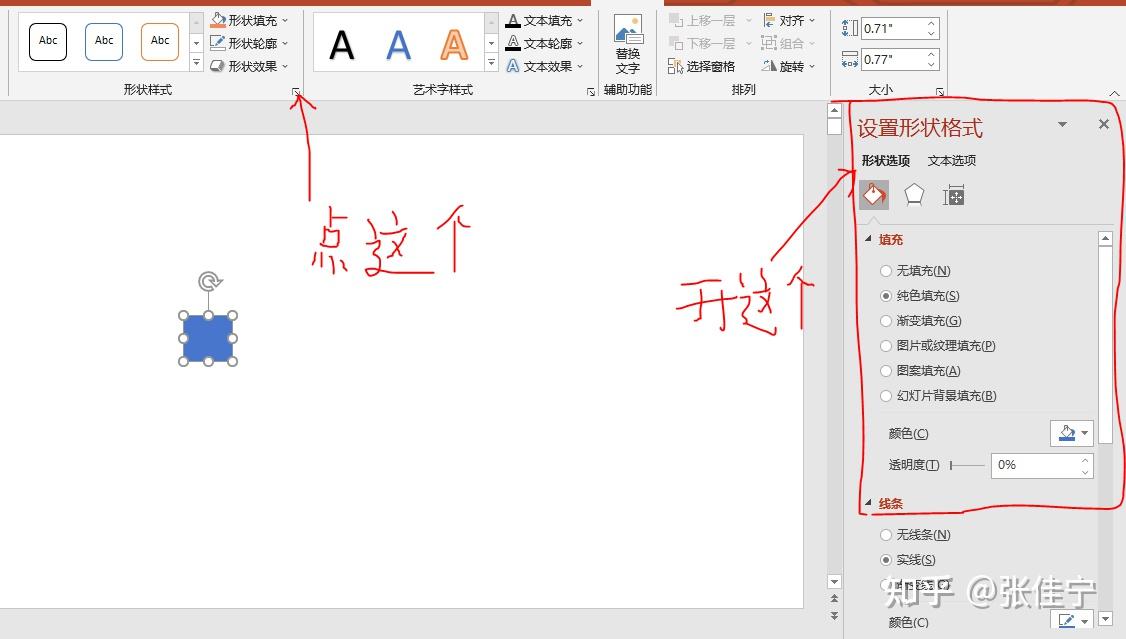 Abc Abc Abc 形状填充 A A A A 文本填充 上移一层 对齐 0.71"
形状轮廓 A 文本轮廓 替换 下移一层 组合
形状效果 A 文本效果 文字 选择窗格 旋转 0.77"
形状样式 艺术字样式 辅助功能 排列 大小
设置形状格式
形状选项 文本选项
点这个
开这个
填充
无填充(N)
纯色填充(S)
渐变填充(G)
图片或纹理填充(P)
图案填充(A)
幻灯片背景填充(B)
颜色(C)
透明度(T) 0%
线条
无线条(N)
实线(S)
知乎 @张佳宁
颜色(C)